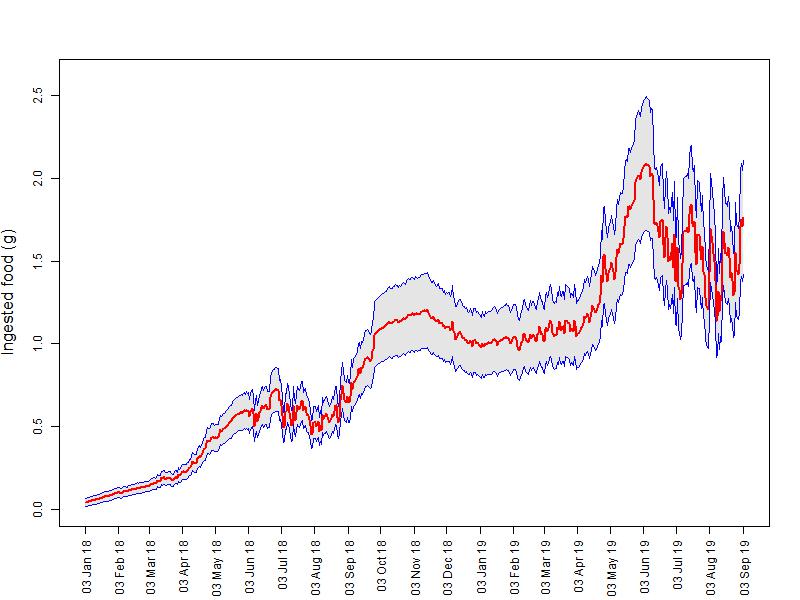 Ingested food (g)
2.5
2.0
1.5
1.0
0.5
0.0
03 Jan 18
03 Feb 18
03 Mar 18
03 Apr 18
03 May 18
03 Jun 18
03 Jul 18
03 Aug 18
03 Sep 18
03 Oct 18
03 Nov 18
03 Dec 18
03 Jan 19
03 Feb 19
03 Mar 19
03 Apr 19
03 May 19
03 Jun 19
03 Jul 19
03 Aug 19
03 Sep 19